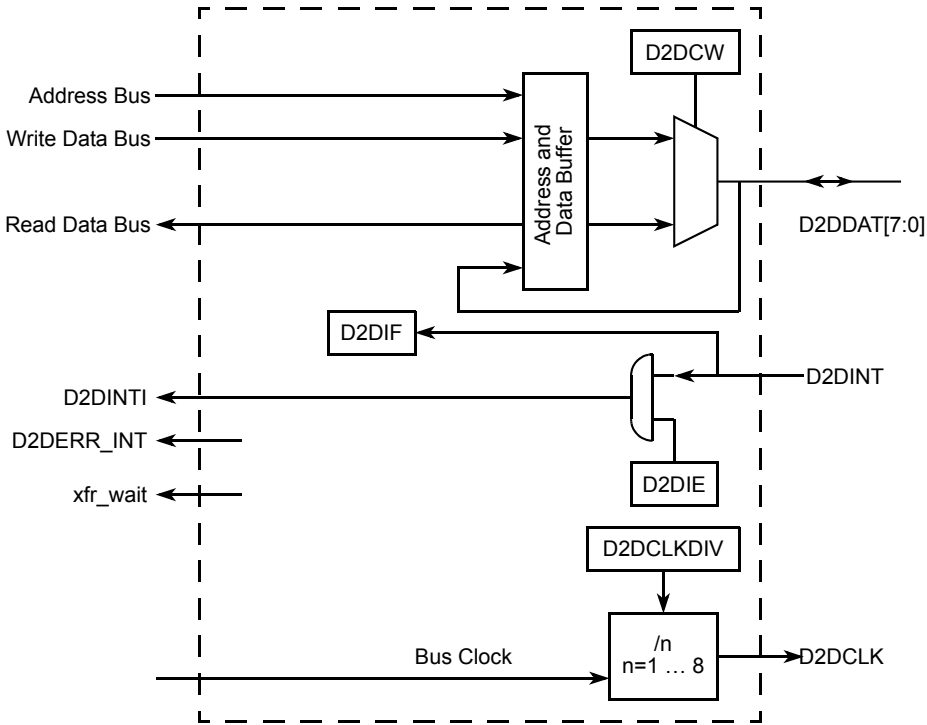 D2DCW
Address Bus
Write Data Bus
Address and
Data Buffer
Read Data Bus
D2DDAT[7:0]
D2DIF
D2DINT
D2DINTI
D2DERR_INT
D2DIE
xfr_wait
D2DCLKDIV
/n
n=1 … 8
Bus Clock
D2DCLK